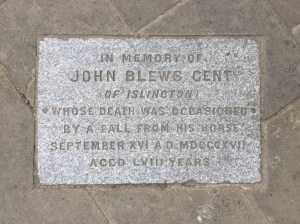 IN MEMORY OF
JOHN BLEWS GENT
(OF ISLINGTON)
WHOSE DEATH WAS OCCASIONED
BY A FALL FROM HIS HORSE
SEPTEMBER XVI A.D. MDCCCXVII
AGED LVIII YEARS